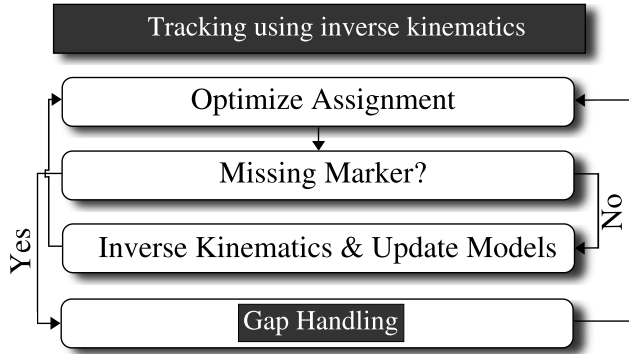 Tracking using inverse kinematics
Optimize Assignment
Missing Marker?
No
Yes
Inverse Kinematics & Update Models
Gap Handling